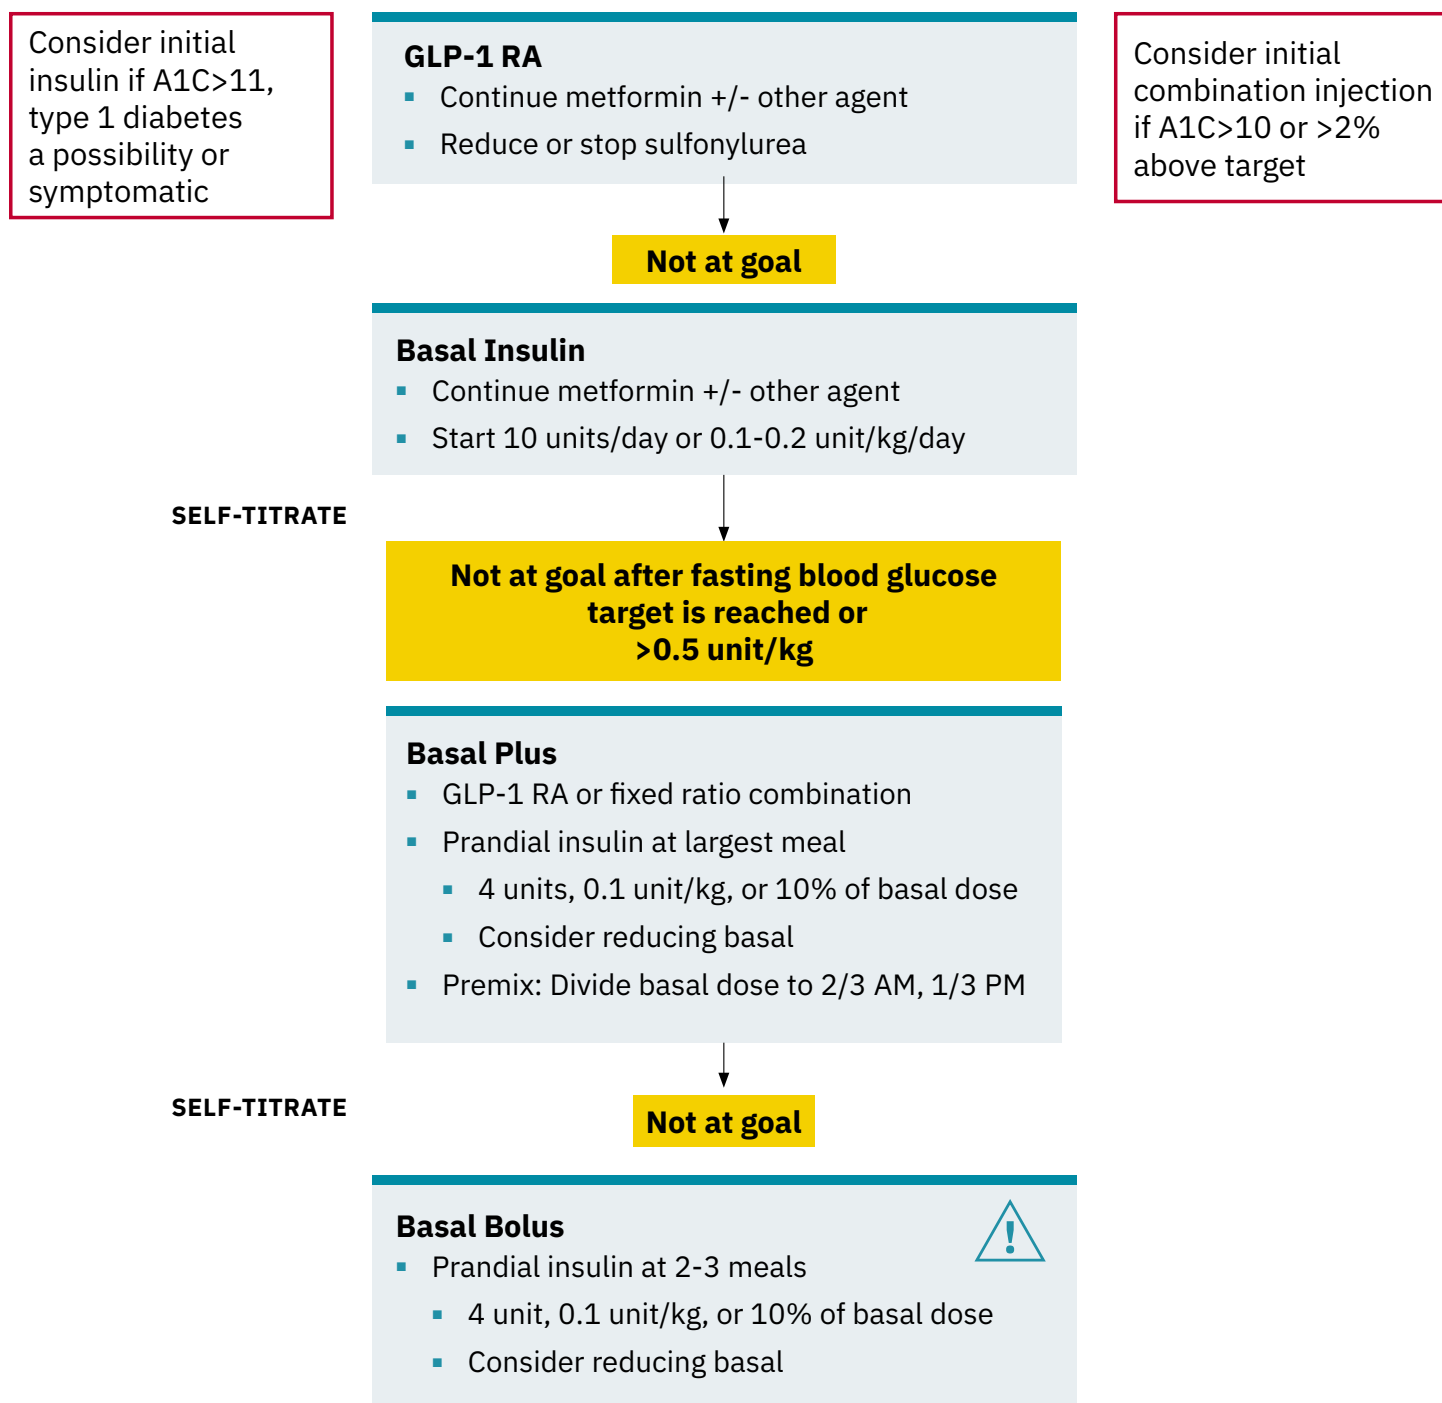 Consider initial
insulin if A1C>11,
type 1 diabetes
a possibility or
symptomatic
GLP-1 RA
▪ Continue metformin +/- other agent
▪ Reduce or stop sulfonylurea
Consider initial
combination injection
if A1C>10 or >2%
above target
Not at goal
Basal Insulin
▪ Continue metformin +/- other agent
▪ Start 10 units/day or 0.1-0.2 unit/kg/day
SELF-TITRATE
Not at goal after fasting blood glucose
target is reached or
>0.5 unit/kg
Basal Plus
▪ GLP-1 RA or fixed ratio combination
▪ Prandial insulin at largest meal
▪ 4 units, 0.1 unit/kg, or 10% of basal dose
▪ Consider reducing basal
▪ Premix: Divide basal dose to 2/3 AM, 1/3 PM
SELF-TITRATE
Not at goal
Basal Bolus
▪ Prandial insulin at 2-3 meals
▪ 4 unit, 0.1 unit/kg, or 10% of basal dose
▪ Consider reducing basal
!